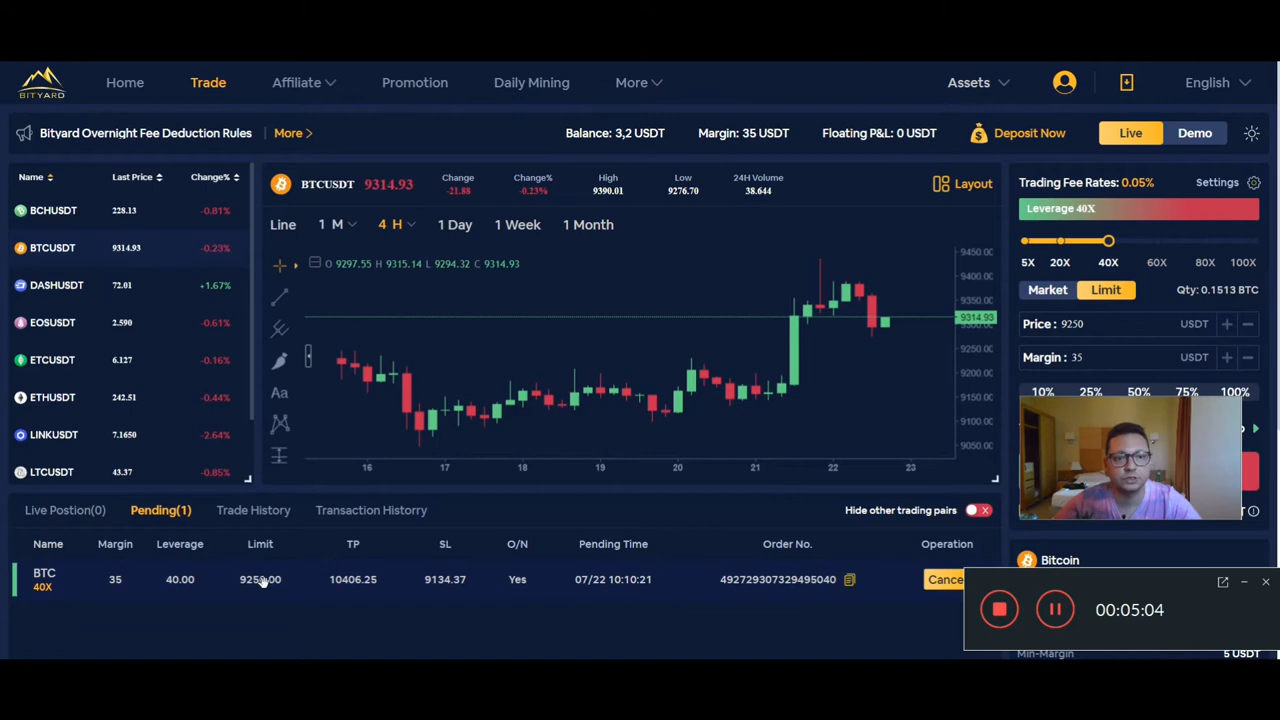 BITYARD
Home
Trade
Affiliate
Promotion
Daily Mining
More
Assets
English
Bityard Overnight Fee Deduction Rules
More >
Balance: 3,2 USDT
Margin: 35 USDT
Floating P&L: 0 USDT
Deposit Now
Live
Demo
Name
Last Price
Change%
BCHUSDT 228.13 -0.81%
BTCUSDT 9314.93 -0.23%
DASHUSDT 72.01 +1.67%
EOSUSDT 2.590 -0.61%
ETCUSDT 6.127 -0.16%
ETHUSDT 242.51 -0.44%
LINKUSDT 7.1650 -2.64%
LTCUSDT 43.37 -0.85%
BTCUSDT 9314.93
Change
-21.88
Change%
-0.23%
High
9390.01
Low
9276.70
24H Volume
38.644
Layout
Line
1 M
4 H
1 Day
1 Week
1 Month
O 9297.55 H 9315.14 L 9294.32 C 9314.93
Aa
9450.00
9400.00
9350.00
9314.93
9300.00
9250.00
9200.00
9150.00
9100.00
9050.00
16 17 18 19 20 21 22 23
Trading Fee Rates: 0.05%
Settings
Leverage 40X
5X 20X 40X 60X 80X 100X
Market
Limit
Qty: 0.1513 BTC
Price : 9250 USDT
Margin : 35 USDT
10% 25% 50% 75% 100%
Bitcoin
Min-Margin 5 USDT
Live Postion(0)
Pending(1)
Trade History
Transaction Historry
Hide other trading pairs
X
Name Margin Leverage Limit TP SL O/N Pending Time Order No. Operation
BTC 35 40.00 9250.00 10406.25 9134.37 Yes 07/22 10:10:21 492729307329495040 Cance
40X
00:05:04